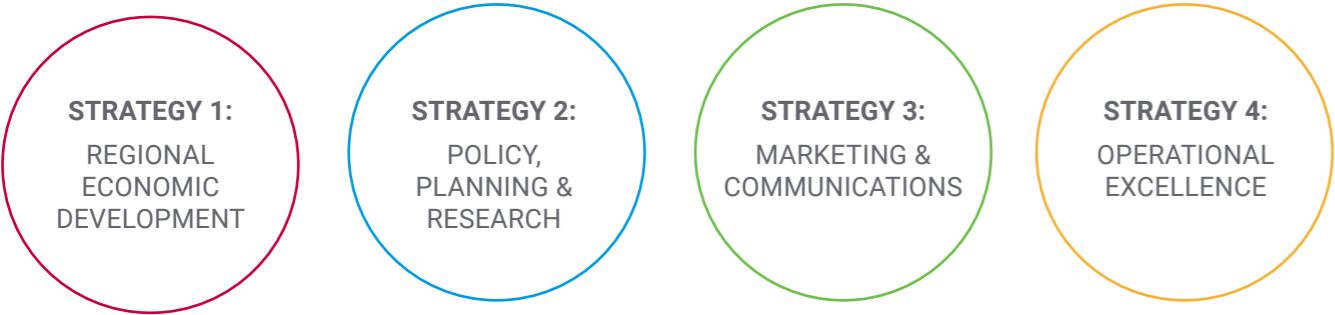 STRATEGY 1:
REGIONAL
ECONOMIC
DEVELOPMENT
STRATEGY 2:
POLICY,
PLANNING &
RESEARCH
STRATEGY 3:
MARKETING &
COMMUNICATIONS
STRATEGY 4:
OPERATIONAL
EXCELLENCE